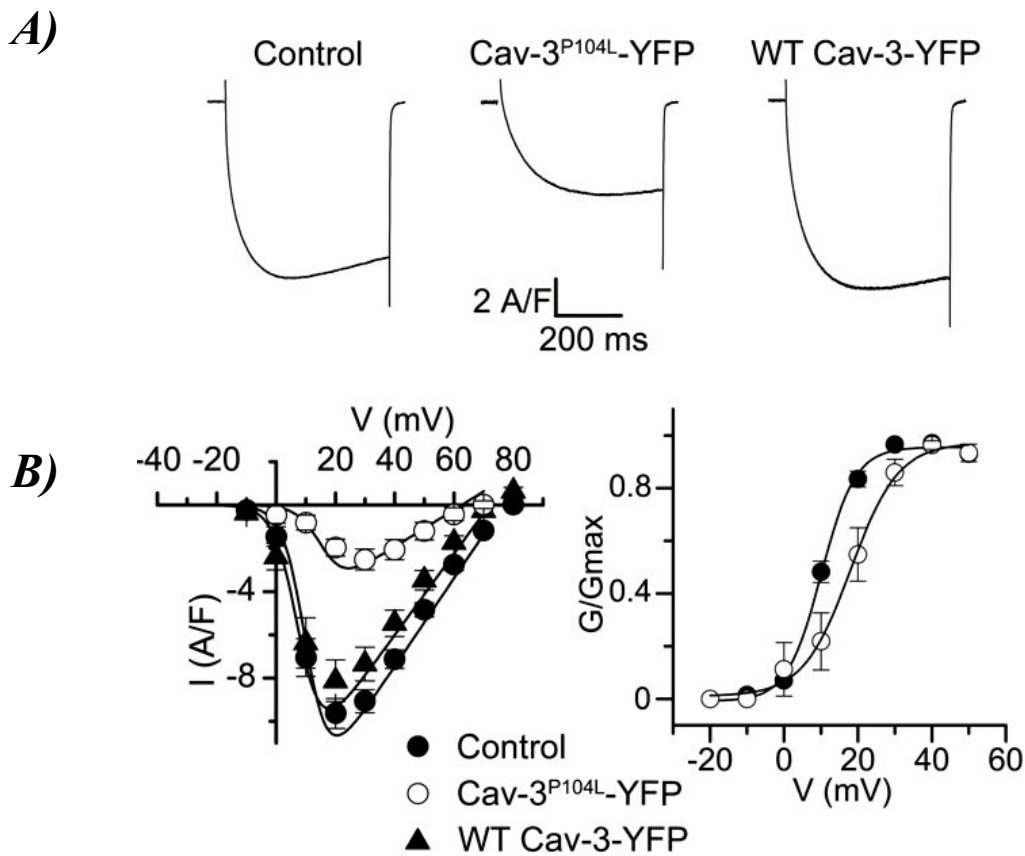 A)
Control Cav-3P104L-YFP WT Cav-3-YFP
2 A/F
200 ms
B)
V (mV)
-40 -20 20 40 60 80
-4
-8
I (A/F)
Control
Cav-3P104L-YFP
WT Cav-3-YFP
0.8
0.4
0
G/Gmax
-20 0 20 40 60
V (mV)